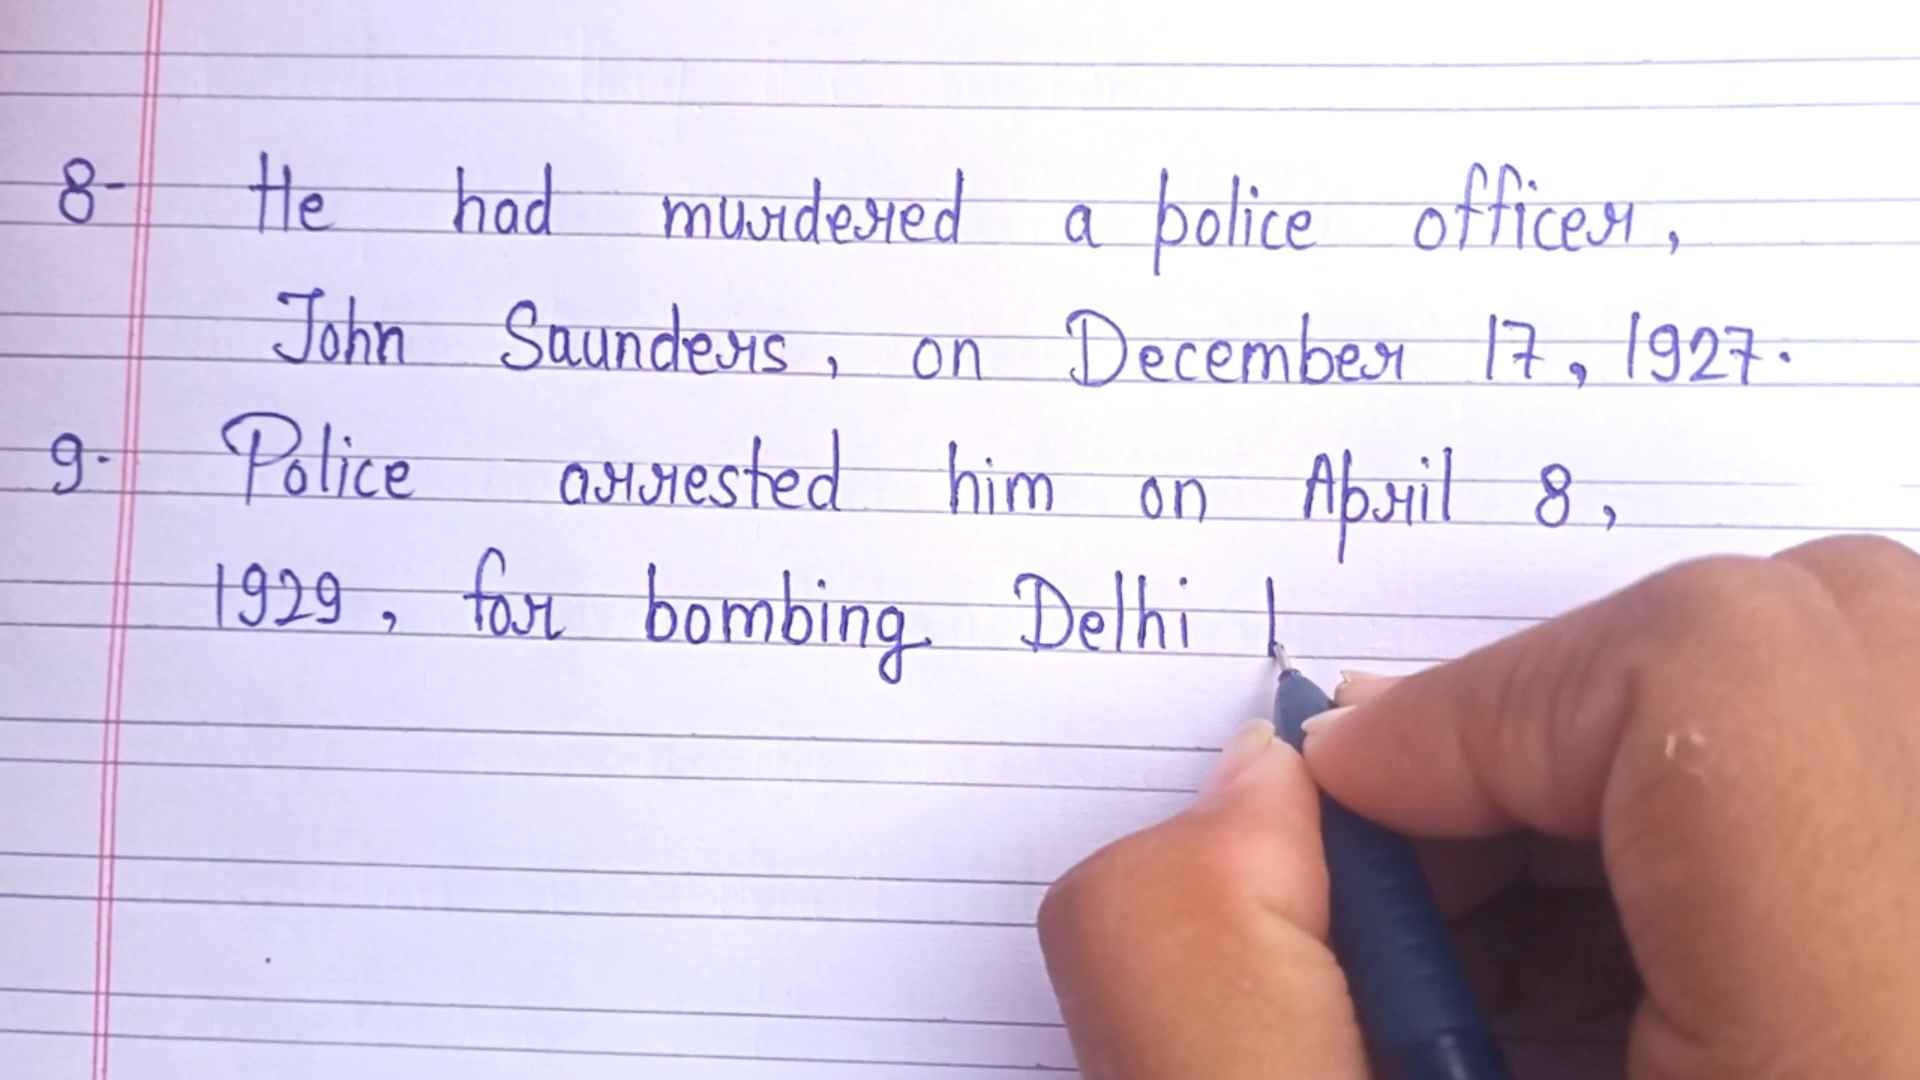 8- He had murdered a police officer,
John Saunders, on December 17, 1927.
9. Police arrested him on April 8,
1929, for bombing Delhi